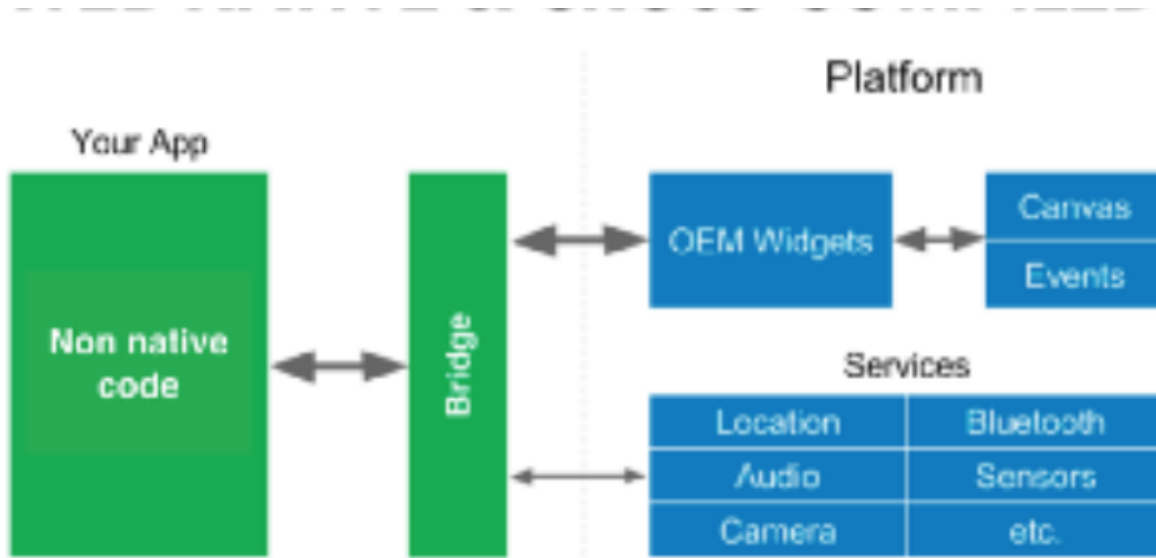 Platform
Your App
Non native
code
Bridge
OEM Widgets
Canvas
Events
Services
Location
Bluetooth
Audio
Sensors
Camera
etc.